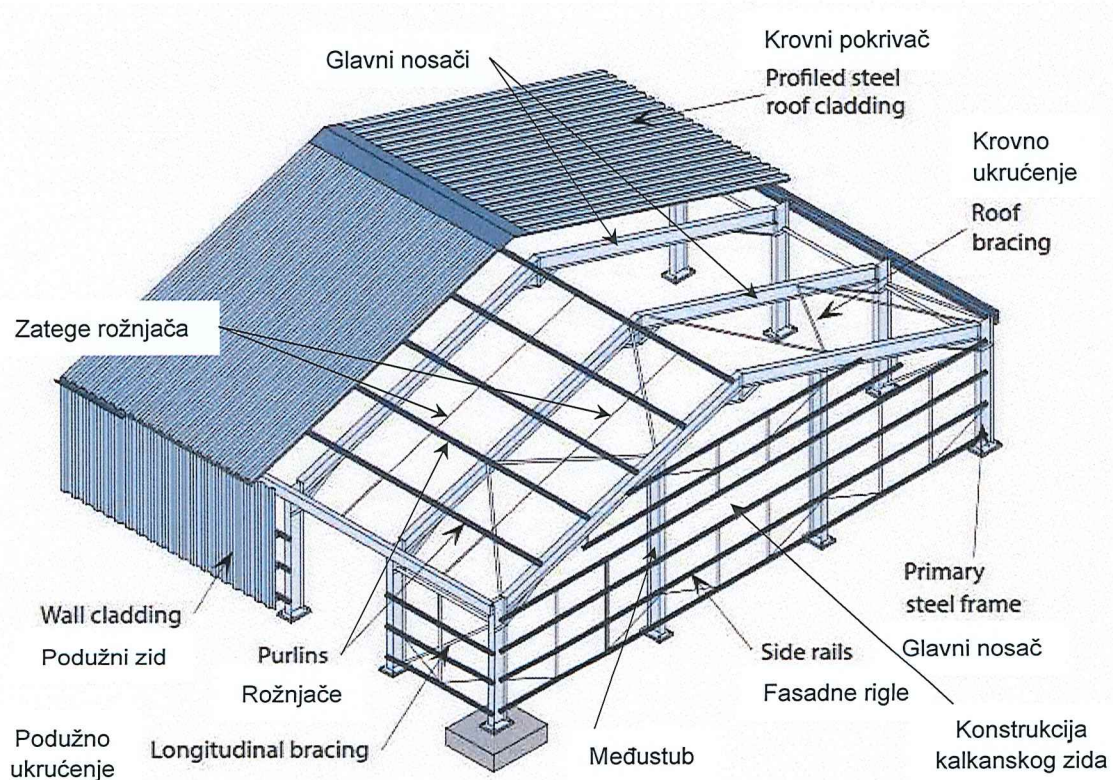 Glavni nosači
Krovni pokrivač
Profiled steel
roof cladding
Krovno
ukrućenje
Roof
bracing
Zatege rožnjača
Wall cladding
Podužni zid
Purlins
Rožnjače
Side rails
Fasadne rigle
Primary
steel frame
Glavni nosač
Podužno
ukrućenje
Longitudinal bracing
Međustub
Konstrukcija
kalkanskog zida